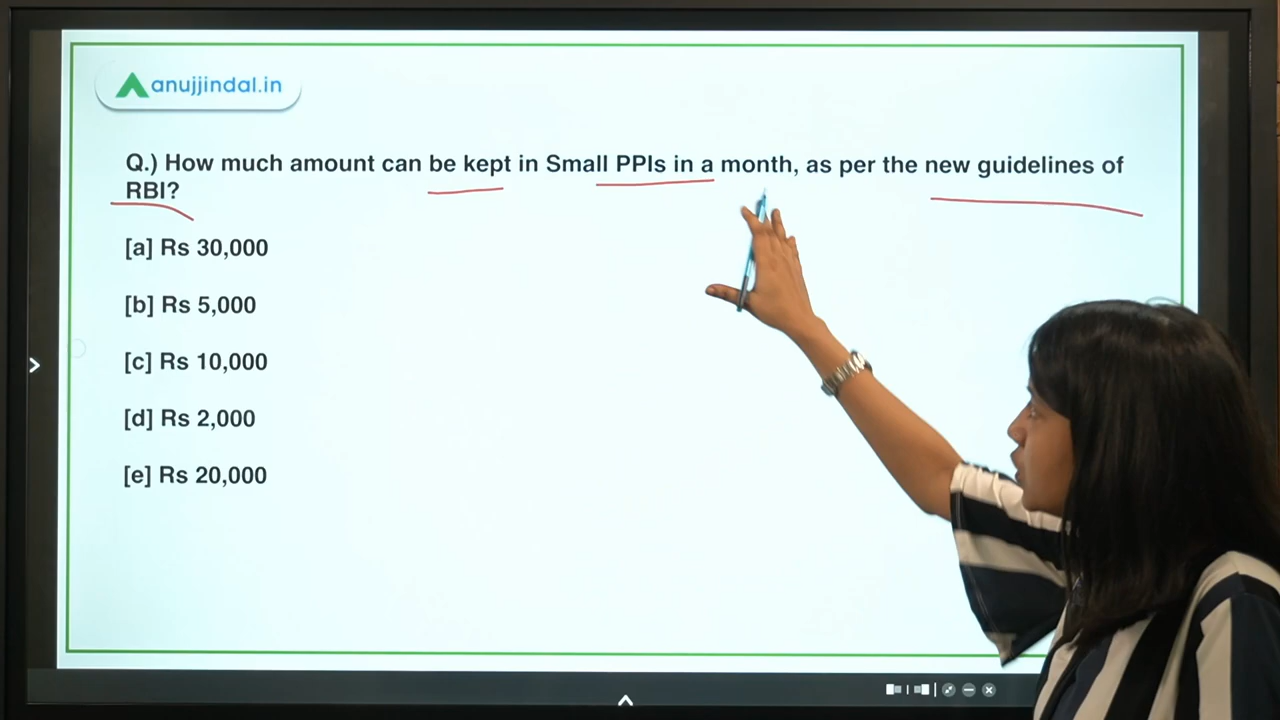 anujjindal.in
Q.) How much amount can be kept in Small PPIs in a month, as per the new guidelines of
RBI?
[a] Rs 30,000
[b] Rs 5,000
[c] Rs 10,000
[d] Rs 2,000
[e] Rs 20,000